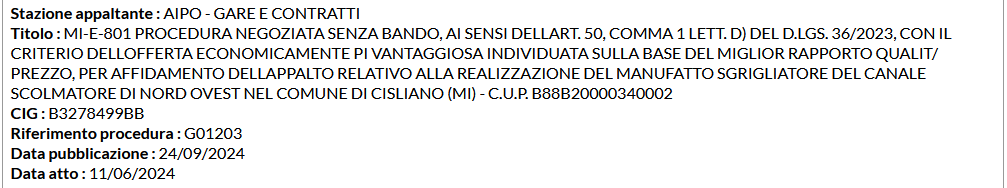 Stazione appaltante : AIPO - GARE E CONTRATTI
Titolo : MI-E-801 PROCEDURA NEGOZIATA SENZA BANDO, AI SENSI DELLART. 50, COMMA 1 LETT. D) DEL D.LGS. 36/2023, CON IL
CRITERIO DELLOFFERTA ECONOMICAMENTE PI VANTAGGIOSA INDIVIDUATA SULLA BASE DEL MIGLIOR RAPPORTO QUALIT/
PREZZO, PER AFFIDAMENTO DELLAPPALTO RELATIVO ALLA REALIZZAZIONE DEL MANUFATTO SGRIGLIATORE DEL CANALE
SCOLMATORE DI NORD OVEST NEL COMUNE DI CISLIANO (MI) - C.U.P. B88B20000340002
CIG : B3278499BB
Riferimento procedura : G01203
Data pubblicazione : 24/09/2024
Data atto : 11/06/2024